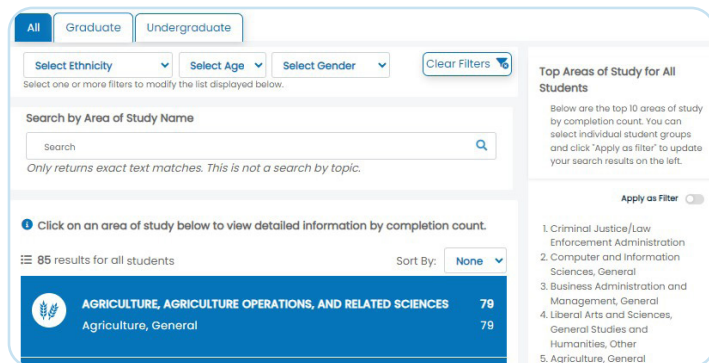 All
Graduate
Undergraduate
Select Ethnicity
Select Age
Select Gender
Clear Filters
Select one or more filters to modify the list displayed below.
Search by Area of Study Name
Search
Only returns exact text matches. This is not a search by topic.
Click on an area of study below to view detailed information by completion count.
85 results for all students
Sort By:
None
AGRICULTURE, AGRICULTURE OPERATIONS, AND RELATED SCIENCES 79
Agriculture, General 79
Top Areas of Study for All
Students
Below are the top 10 areas of study
by completion count. You can
select individual student groups
and click "Apply as filter" to update
your search results on the left.
Apply as Filter
1. Criminal Justice/Law
Enforcement Administration
2. Computer and Information
Sciences, General
3. Business Administration and
Management, General
4. Liberal Arts and Sciences,
General Studies and
Humanities, Other
5. Agriculture, General